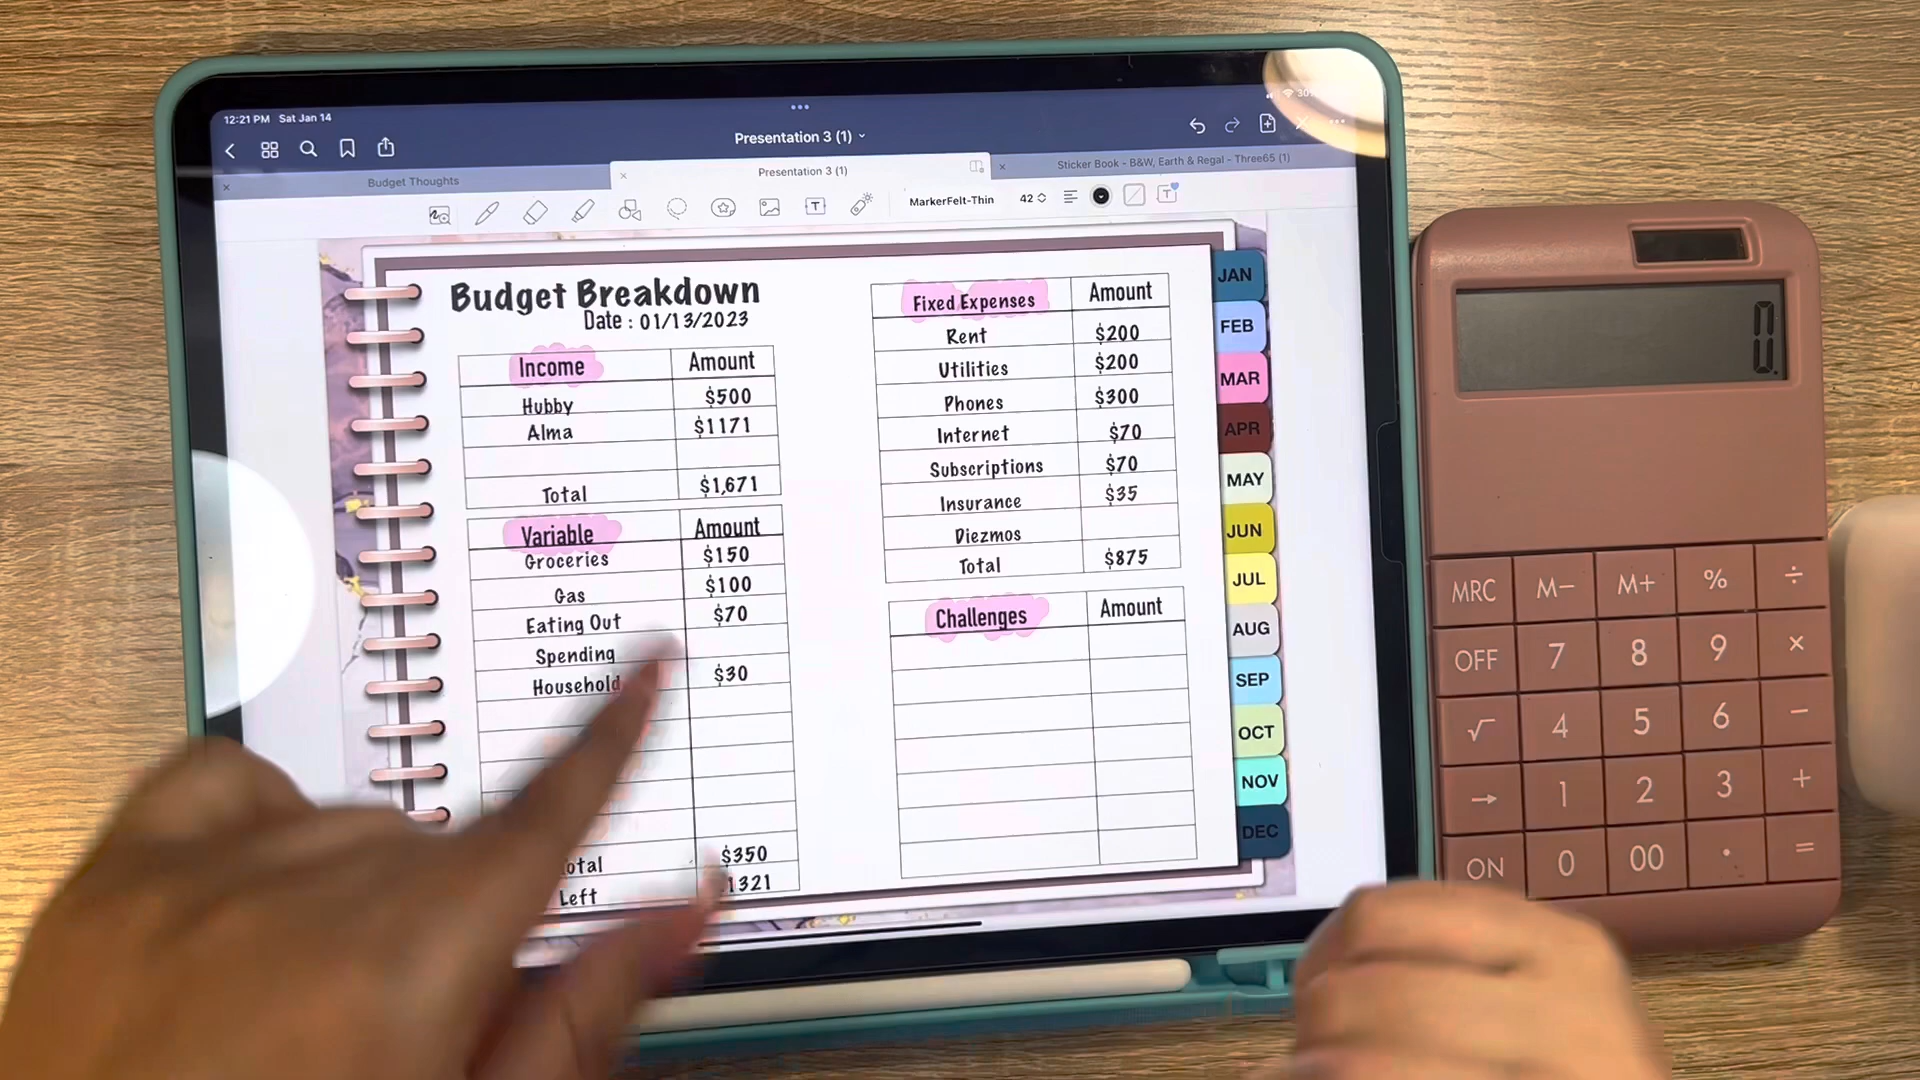 12:21 PM Sat Jan 14
30%
Presentation 3 (1)
Budget Thoughts
Presentation 3 (1)
Sticker Book - B&W, Earth & Regal - Three65 (1)
MarkerFelt-Thin 42
Budget Breakdown
Date : 01/13/2023
Income Amount
Hubby $500
Alma $1171
Total $1,671
Variable Amount
Groceries $150
Gas $100
Eating Out $70
Spending
Household $30
$350
Left 1321
Fixed Expenses Amount
Rent $200
Utilities $200
Phones $300
Internet $70
Subscriptions $70
Insurance $35
Diezmos
Total $875
Challenges Amount
JAN
FEB
MAR
APR
MAY
JUN
JUL
AUG
SEP
OCT
NOV
DEC
0.
MRC M− M+ % ÷
OFF 7 8 9 ×
√ 4 5 6 −
→ 1 2 3 +
ON 0 00 · =